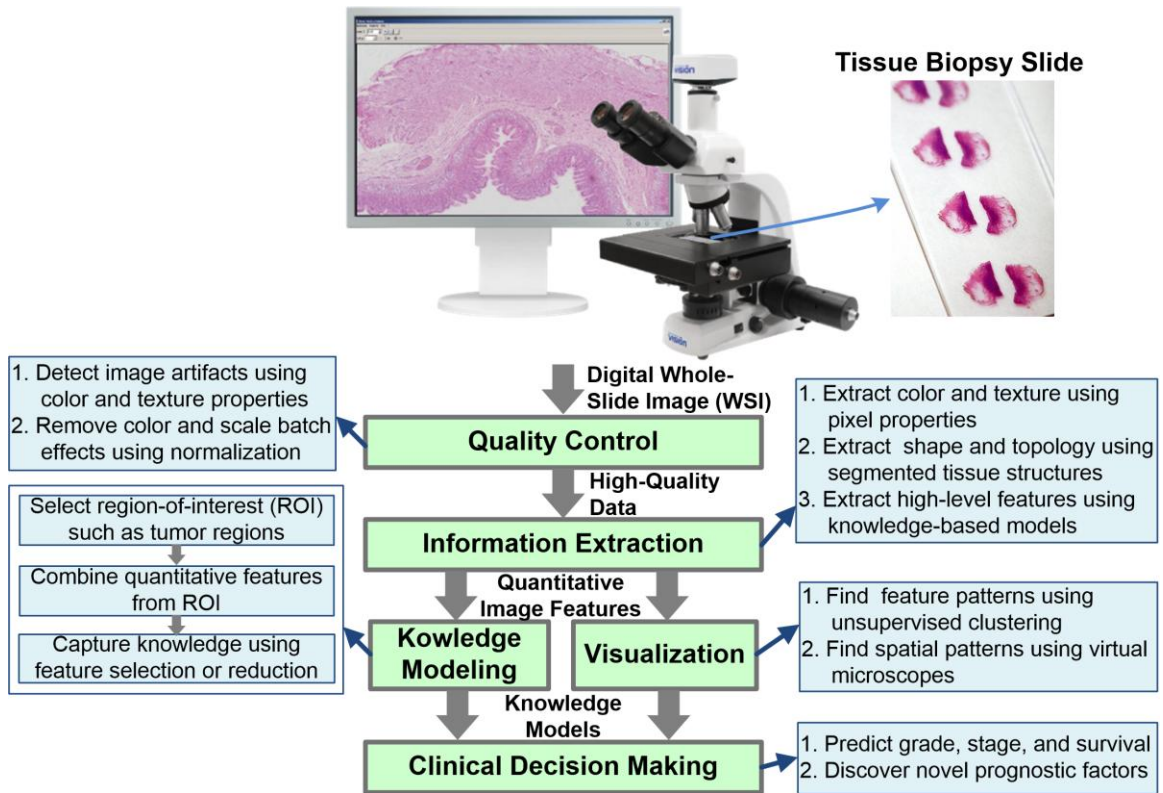 vision
Tissue Biopsy Slide
vision
Digital Whole-
Slide Image (WSI)
1. Detect image artifacts using
color and texture properties
2. Remove color and scale batch
effects using normalization
Quality Control
High-Quality
Data
1. Extract color and texture using
pixel properties
2. Extract shape and topology using
segmented tissue structures
3. Extract high-level features using
knowledge-based models
Information Extraction
Select region-of-interest (ROI)
such as tumor regions
Combine quantitative features
from ROI
Capture knowledge using
feature selection or reduction
Quantitative
Image Features
Kowledge
Modeling
Visualization
1. Find feature patterns using
unsupervised clustering
2. Find spatial patterns using virtual
microscopes
Knowledge
Models
Clinical Decision Making
1. Predict grade, stage, and survival
2. Discover novel prognostic factors